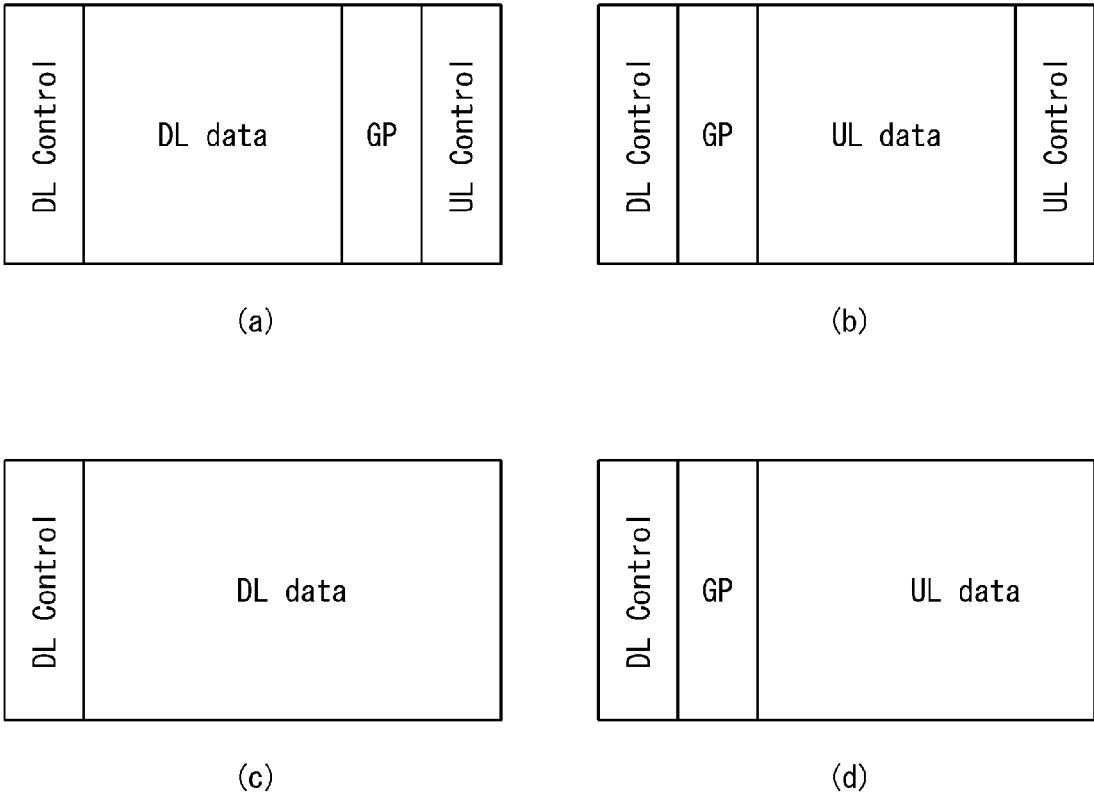 DL Control
DL data
GP
UL Control
(a)
DL Control
GP
UL data
UL Control
(b)
DL Control
DL data
(c)
DL Control
GP
UL data
(d)